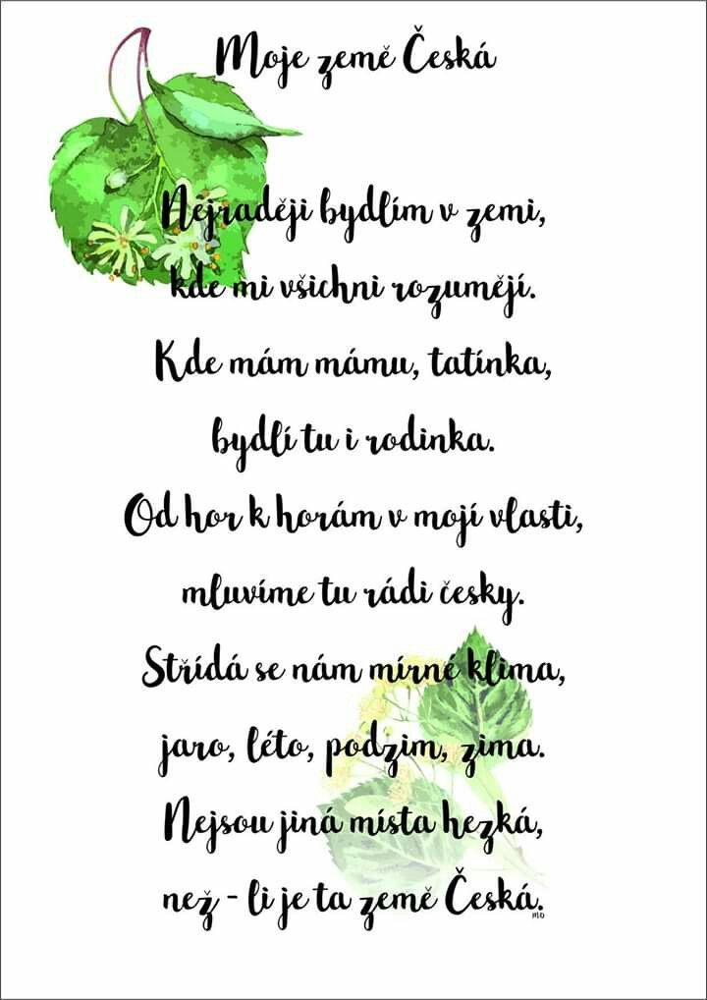 Moje země Česká
Nejraději bydlím v zemi,
kde mi všichni rozumějí.
Kde mám mámu, tatínka,
bydlí tu i rodinka.
Od hor k horám v mojí vlasti,
mluvíme tu rádi česky.
Střídá se nám mírné klima,
jaro, léto, podzim, zima.
Nejsou jiná místa hezká,
než - li je ta země Česká.
MD